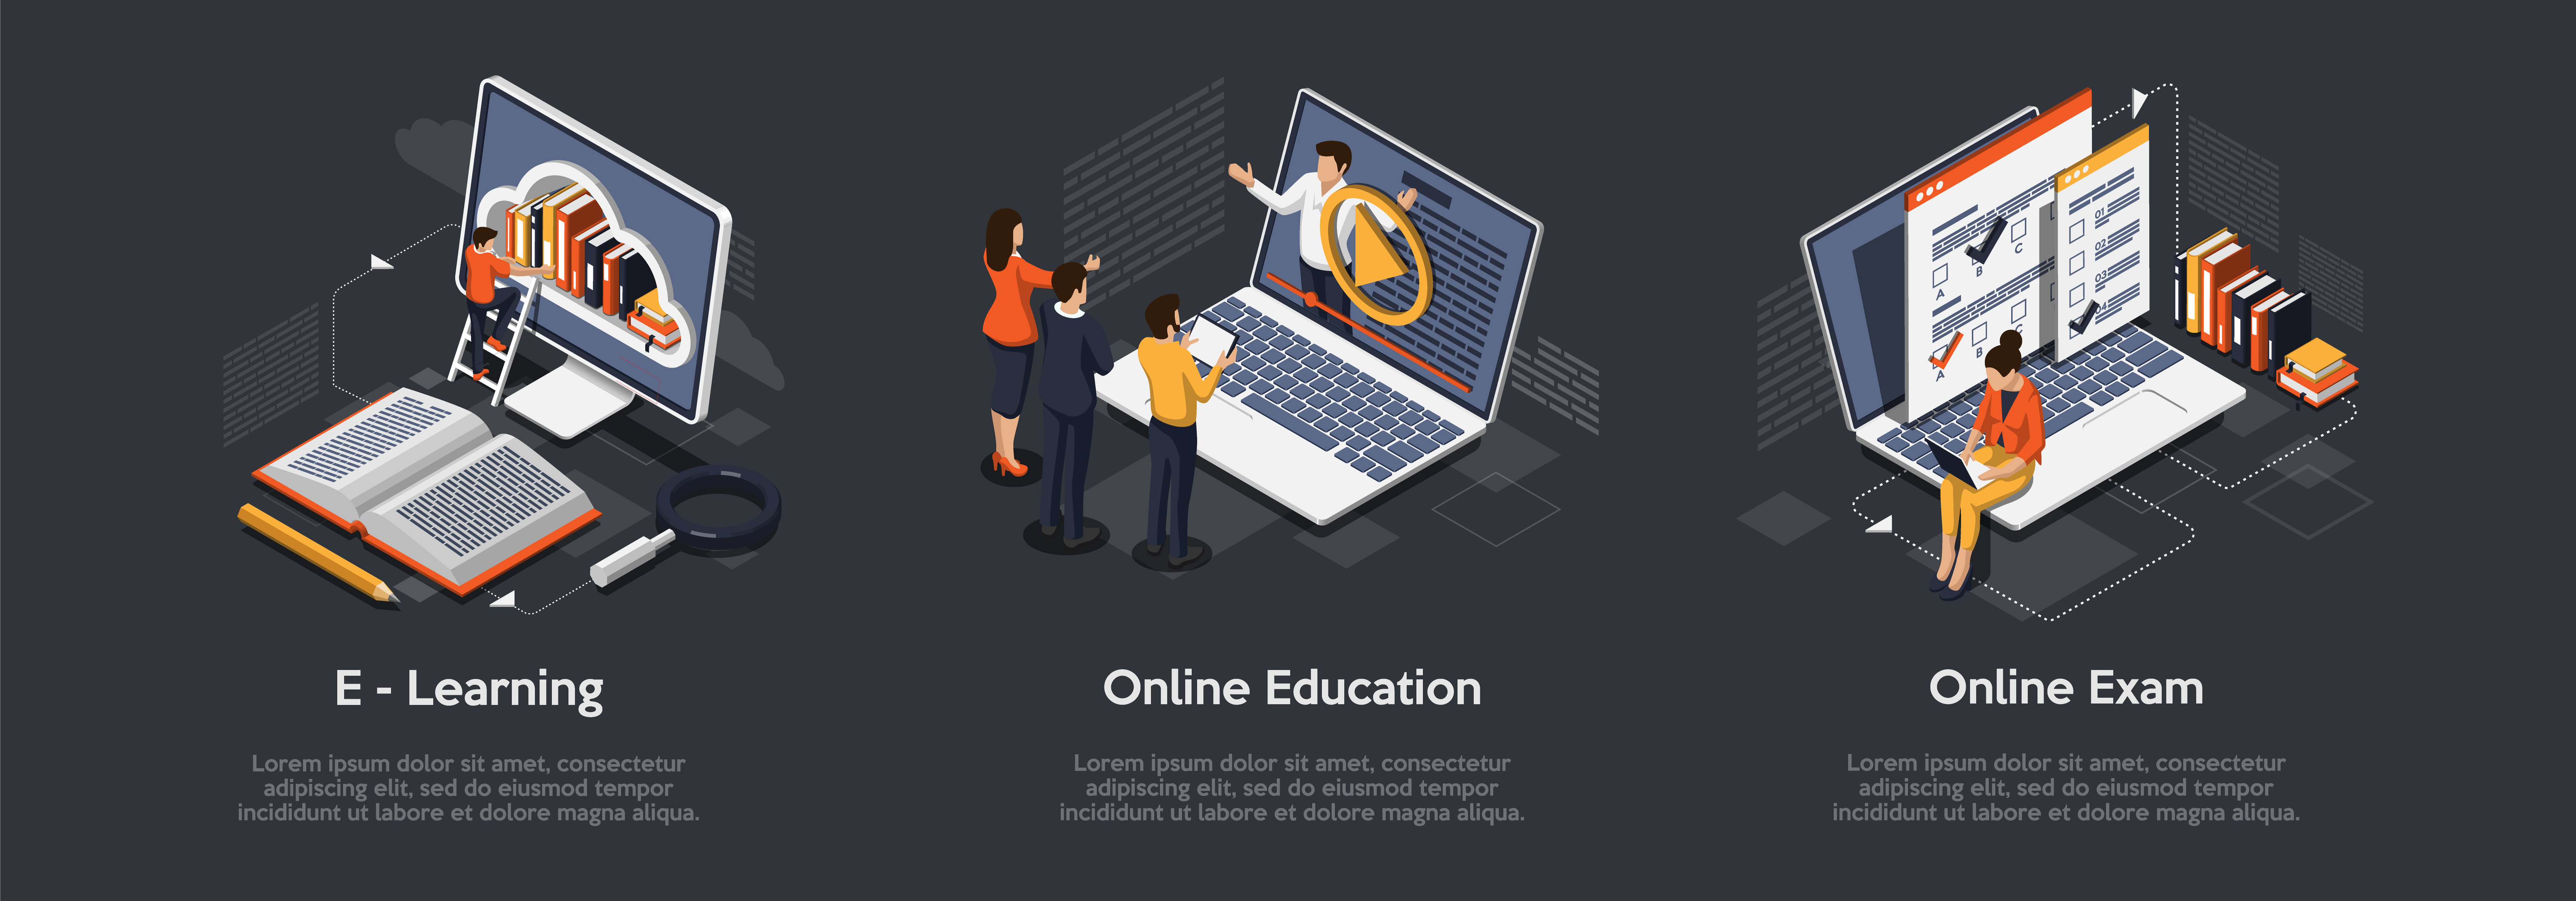 A
B
C
A
B
C
01
02
03
04
E - Learning
Lorem ipsum dolor sit amet, consectetur
adipiscing elit, sed do eiusmod tempor
incididunt ut labore et dolore magna aliqua.
Online Education
Lorem ipsum dolor sit amet, consectetur
adipiscing elit, sed do eiusmod tempor
incididunt ut labore et dolore magna aliqua.
Online Exam
Lorem ipsum dolor sit amet, consectetur
adipiscing elit, sed do eiusmod tempor
incididunt ut labore et dolore magna aliqua.